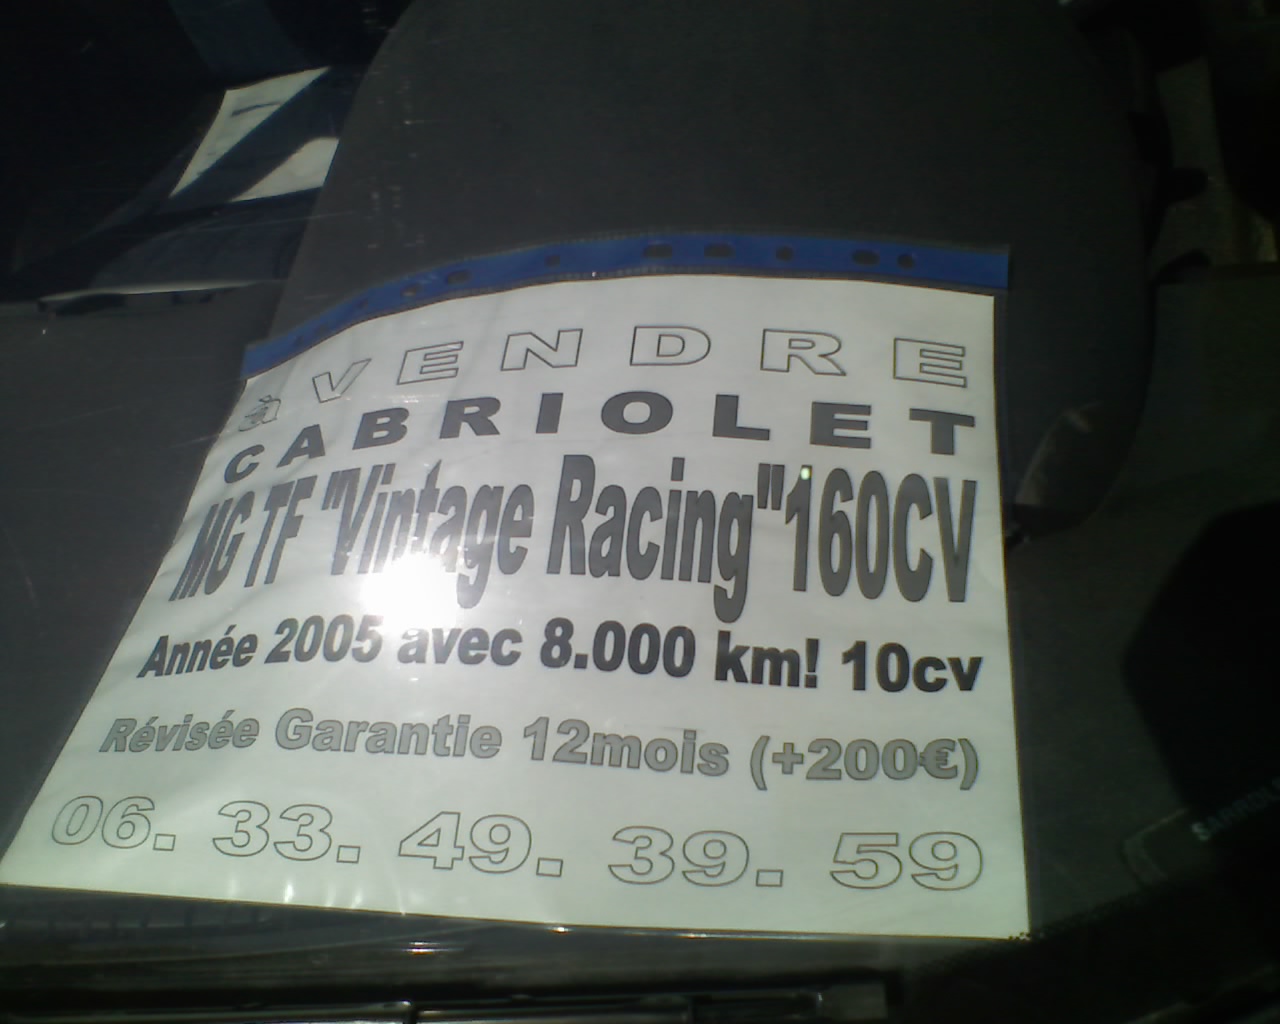 à VENDRE
CABRIOLET
MG TF "Vintage Racing" 160CV
Année 2005 avec 8.000 km! 10cv
Révisée Garantie 12mois (+200€)
06. 33. 49. 39. 59